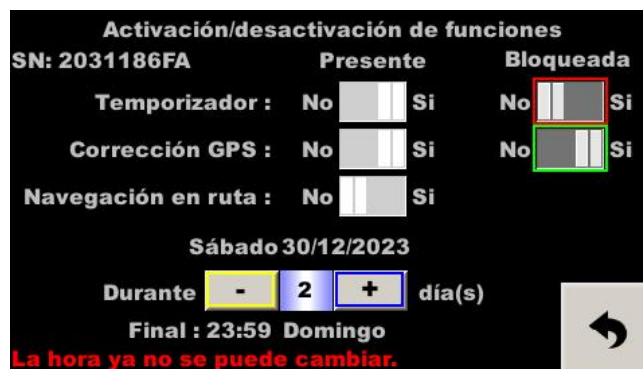 Activación/desactivación de funciones
SN: 2031186FA Presente Bloqueada
Temporizador : No Si No Si
Corrección GPS : No Si No Si
Navegación en ruta : No Si
Sábado 30/12/2023
Durante - 2 + día(s)
Final : 23:59 Domingo
La hora ya no se puede cambiar.